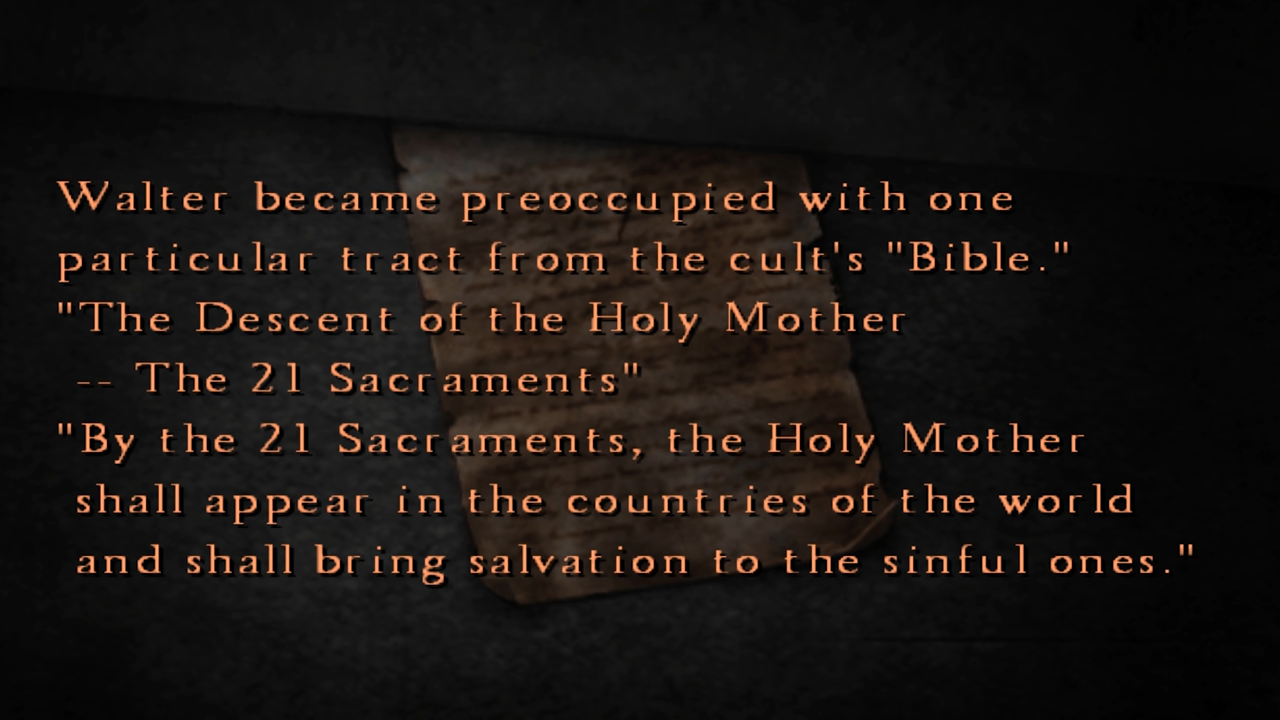 Walter became preoccupied with one
particular tract from the cult's "Bible."
"The Descent of the Holy Mother
-- The 21 Sacraments"
"By the 21 Sacraments, the Holy Mother
shall appear in the countries of the world
and shall bring salvation to the sinful ones."